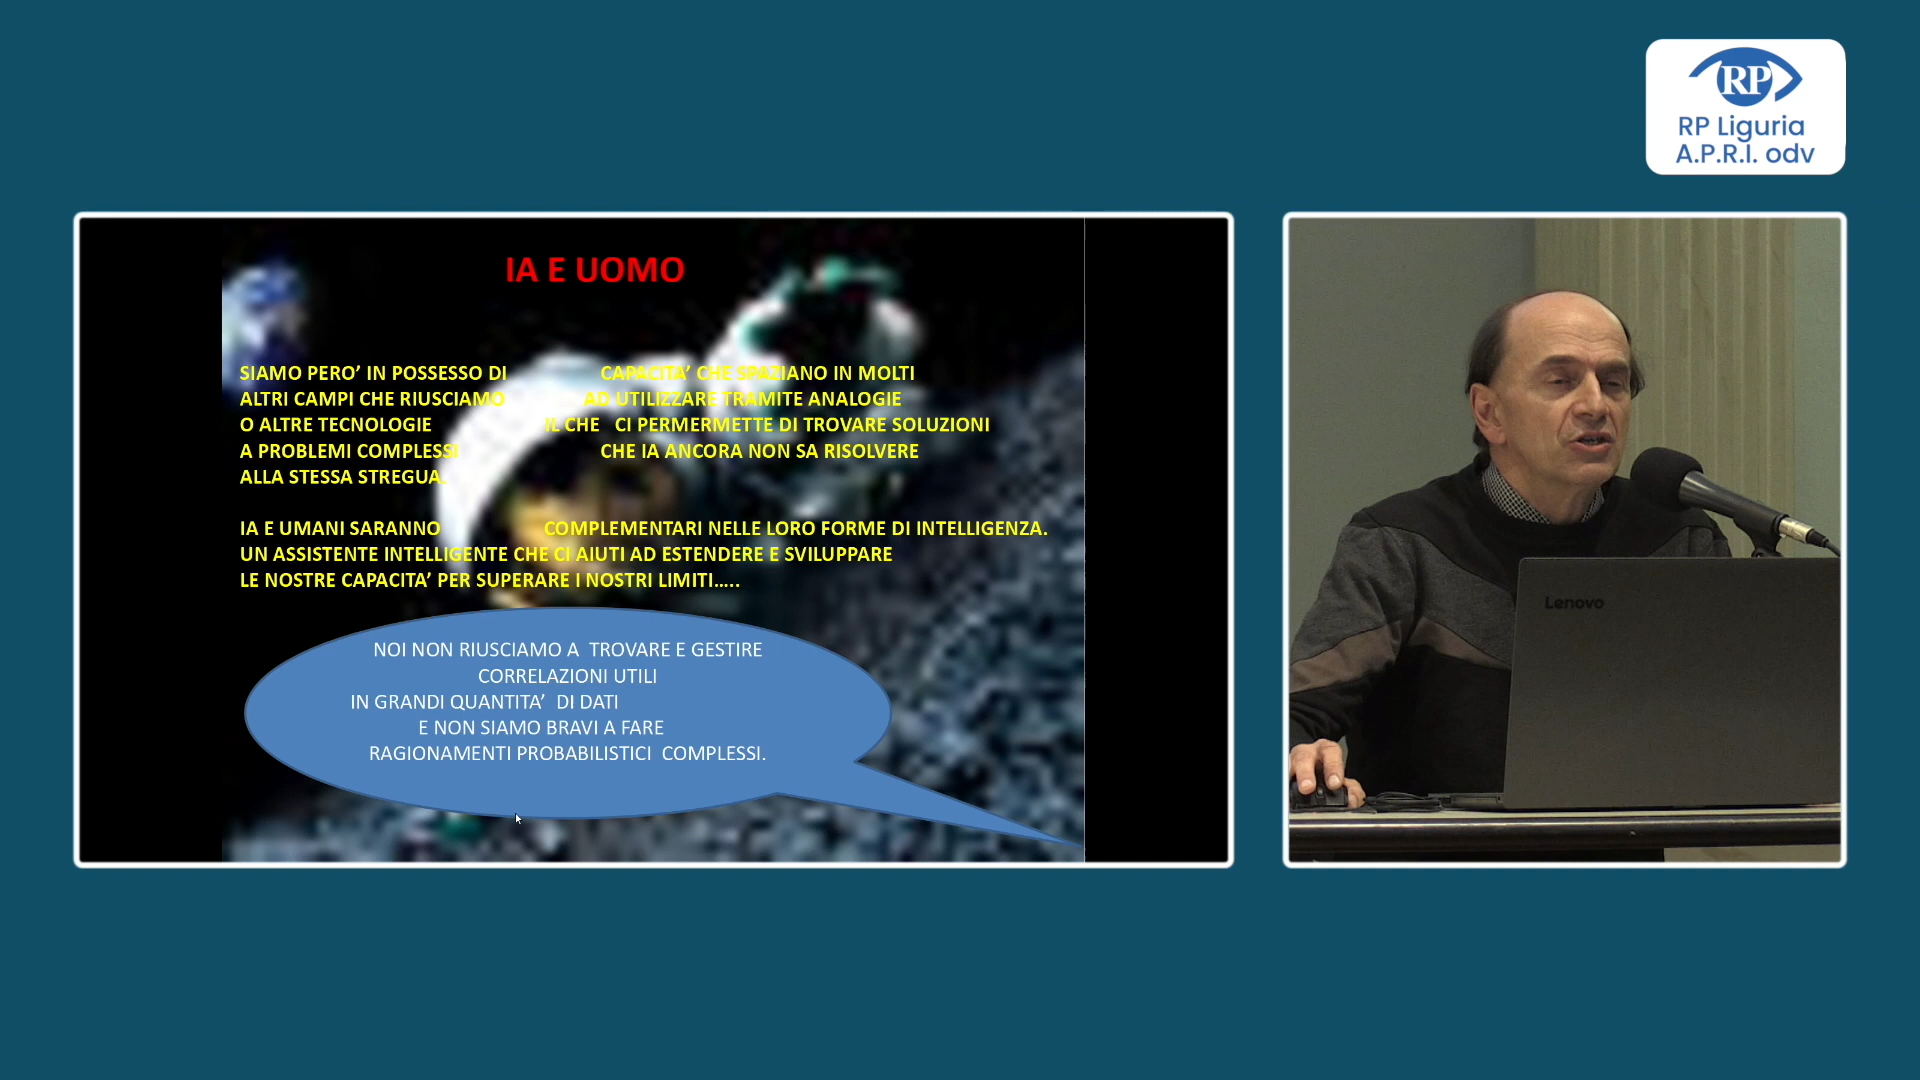 RP
RP Liguria
A.P.R.I. odv
IA E UOMO
SIAMO PERO’ IN POSSESSO DI CAPACITA’ CHE SPAZIANO IN MOLTI
ALTRI CAMPI CHE RIUSCIAMO AD UTILIZZARE TRAMITE ANALOGIE
O ALTRE TECNOLOGIE IL CHE CI PERMERMETTE DI TROVARE SOLUZIONI
A PROBLEMI COMPLESSI CHE IA ANCORA NON SA RISOLVERE
ALLA STESSA STREGUA.
IA E UMANI SARANNO COMPLEMENTARI NELLE LORO FORME DI INTELLIGENZA.
UN ASSISTENTE INTELLIGENTE CHE CI AIUTI AD ESTENDERE E SVILUPPARE
LE NOSTRE CAPACITA’ PER SUPERARE I NOSTRI LIMITI.....
NOI NON RIUSCIAMO A TROVARE E GESTIRE
CORRELAZIONI UTILI
IN GRANDI QUANTITA’ DI DATI
E NON SIAMO BRAVI A FARE
RAGIONAMENTI PROBABILISTICI COMPLESSI.
Lenovo